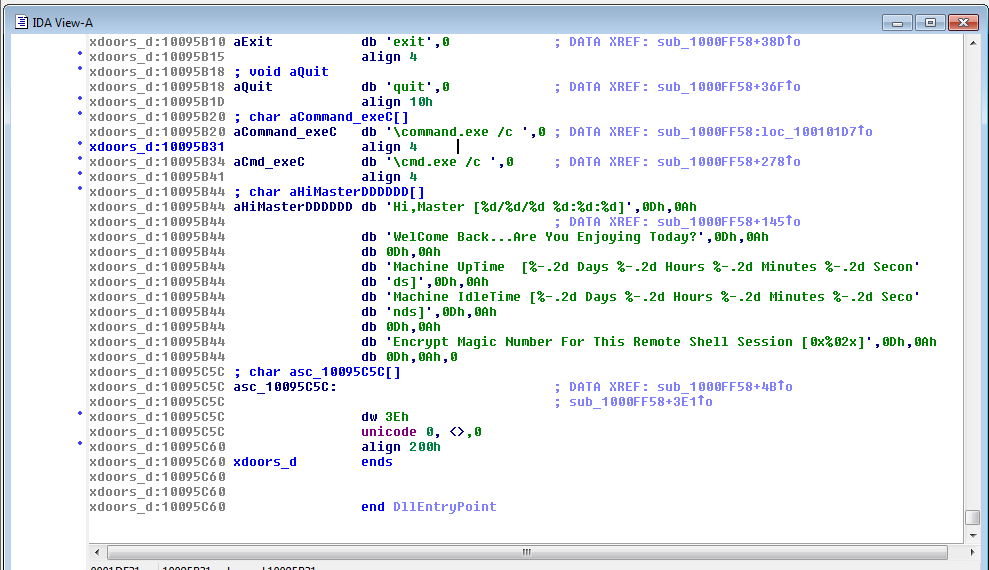 IDA View-A
xdoors_d:10095B10 aExit db 'exit',0 ; DATA XREF: sub_1000FF58+38D↑o
xdoors_d:10095B15 align 4
xdoors_d:10095B18 ; void aQuit
xdoors_d:10095B18 aQuit db 'quit',0 ; DATA XREF: sub_1000FF58+36F↑o
xdoors_d:10095B1D align 10h
xdoors_d:10095B20 ; char aCommand_exeC[]
xdoors_d:10095B20 aCommand_exeC db '\command.exe /c ',0 ; DATA XREF: sub_1000FF58:loc_100101D7↑o
xdoors_d:10095B31 align 4
xdoors_d:10095B34 aCmd_exeC db '\cmd.exe /c ',0 ; DATA XREF: sub_1000FF58+278↑o
xdoors_d:10095B41 align 4
xdoors_d:10095B44 ; char aHiMasterDDDDDD[]
xdoors_d:10095B44 aHiMasterDDDDDD db 'Hi,Master [%d/%d/%d %d:%d:%d]',0Dh,0Ah
xdoors_d:10095B44 ; DATA XREF: sub_1000FF58+145↑o
xdoors_d:10095B44 db 'WelCome Back...Are You Enjoying Today?',0Dh,0Ah
xdoors_d:10095B44 db 0Dh,0Ah
xdoors_d:10095B44 db 'Machine UpTime  [%-.2d Days %-.2d Hours %-.2d Minutes %-.2d Secon'
xdoors_d:10095B44 db 'ds]',0Dh,0Ah
xdoors_d:10095B44 db 'Machine IdleTime [%-.2d Days %-.2d Hours %-.2d Minutes %-.2d Seco'
xdoors_d:10095B44 db 'nds]',0Dh,0Ah
xdoors_d:10095B44 db 0Dh,0Ah
xdoors_d:10095B44 db 'Encrypt Magic Number For This Remote Shell Session [0x%02x]',0Dh,0Ah
xdoors_d:10095B44 db 0Dh,0Ah,0
xdoors_d:10095C5C ; char asc_10095C5C[]
xdoors_d:10095C5C asc_10095C5C: ; DATA XREF: sub_1000FF58+4B↑o
xdoors_d:10095C5C ; sub_1000FF58+3E1↑o
xdoors_d:10095C5C dw 3Eh
xdoors_d:10095C5C unicode 0, <>,0
xdoors_d:10095C60 align 200h
xdoors_d:10095C60 xdoors_d ends
xdoors_d:10095C60
xdoors_d:10095C60
xdoors_d:10095C60 end DllEntryPoint